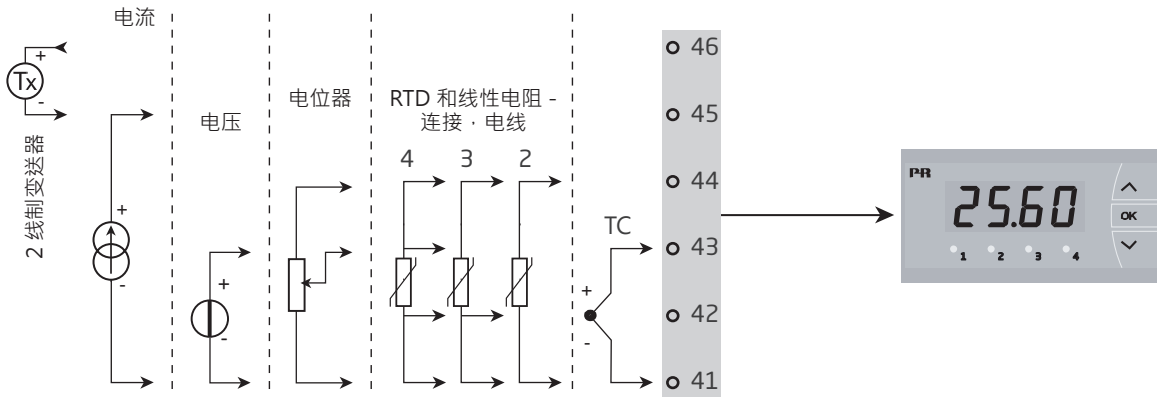 电流
+
Tx
-
2 线制变送器
+
-
电压
+
-
电位器
RTD 和线性电阻 -
连接 · 电线
4 3 2
TC
+
-
46
45
44
43
42
41
PR
25.60
OK
1 2 3 4